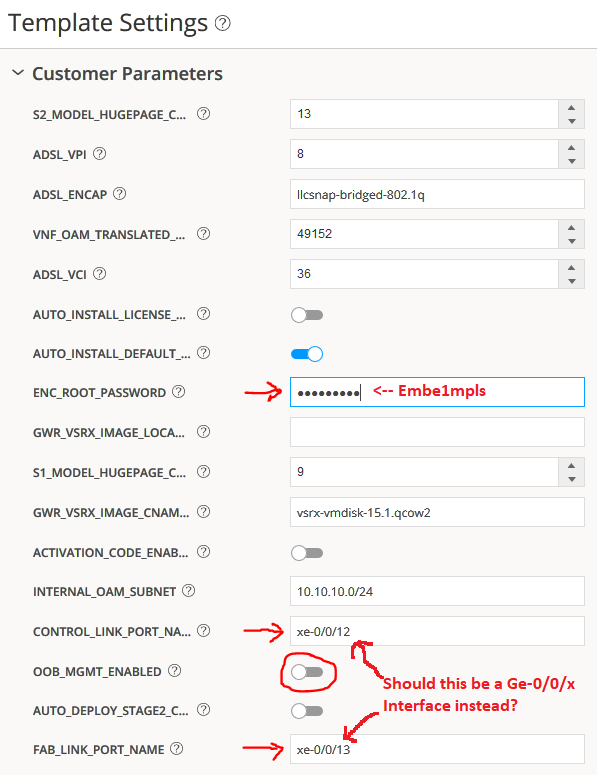 Template Settings
Customer Parameters
S2_MODEL_HUGEPAGE_C... 13
ADSL_VPI 8
ADSL_ENCAP llcsnap-bridged-802.1q
VNF_OAM_TRANSLATED_... 49152
ADSL_VCI 36
AUTO_INSTALL_LICENSE_...
AUTO_INSTALL_DEFAULT_...
ENC_ROOT_PASSWORD ●●●●●●●●● <-- Embe1mpls
GWR_VSRX_IMAGE_LOCA...
S1_MODEL_HUGEPAGE_C... 9
GWR_VSRX_IMAGE_CNAM... vsrx-vmdisk-15.1.qcow2
ACTIVATION_CODE_ENAB...
INTERNAL_OAM_SUBNET 10.10.10.0/24
CONTROL_LINK_PORT_NA... xe-0/0/12
OOB_MGMT_ENABLED
Should this be a Ge-0/0/x
Interface instead?
AUTO_DEPLOY_STAGE2_C...
FAB_LINK_PORT_NAME xe-0/0/13